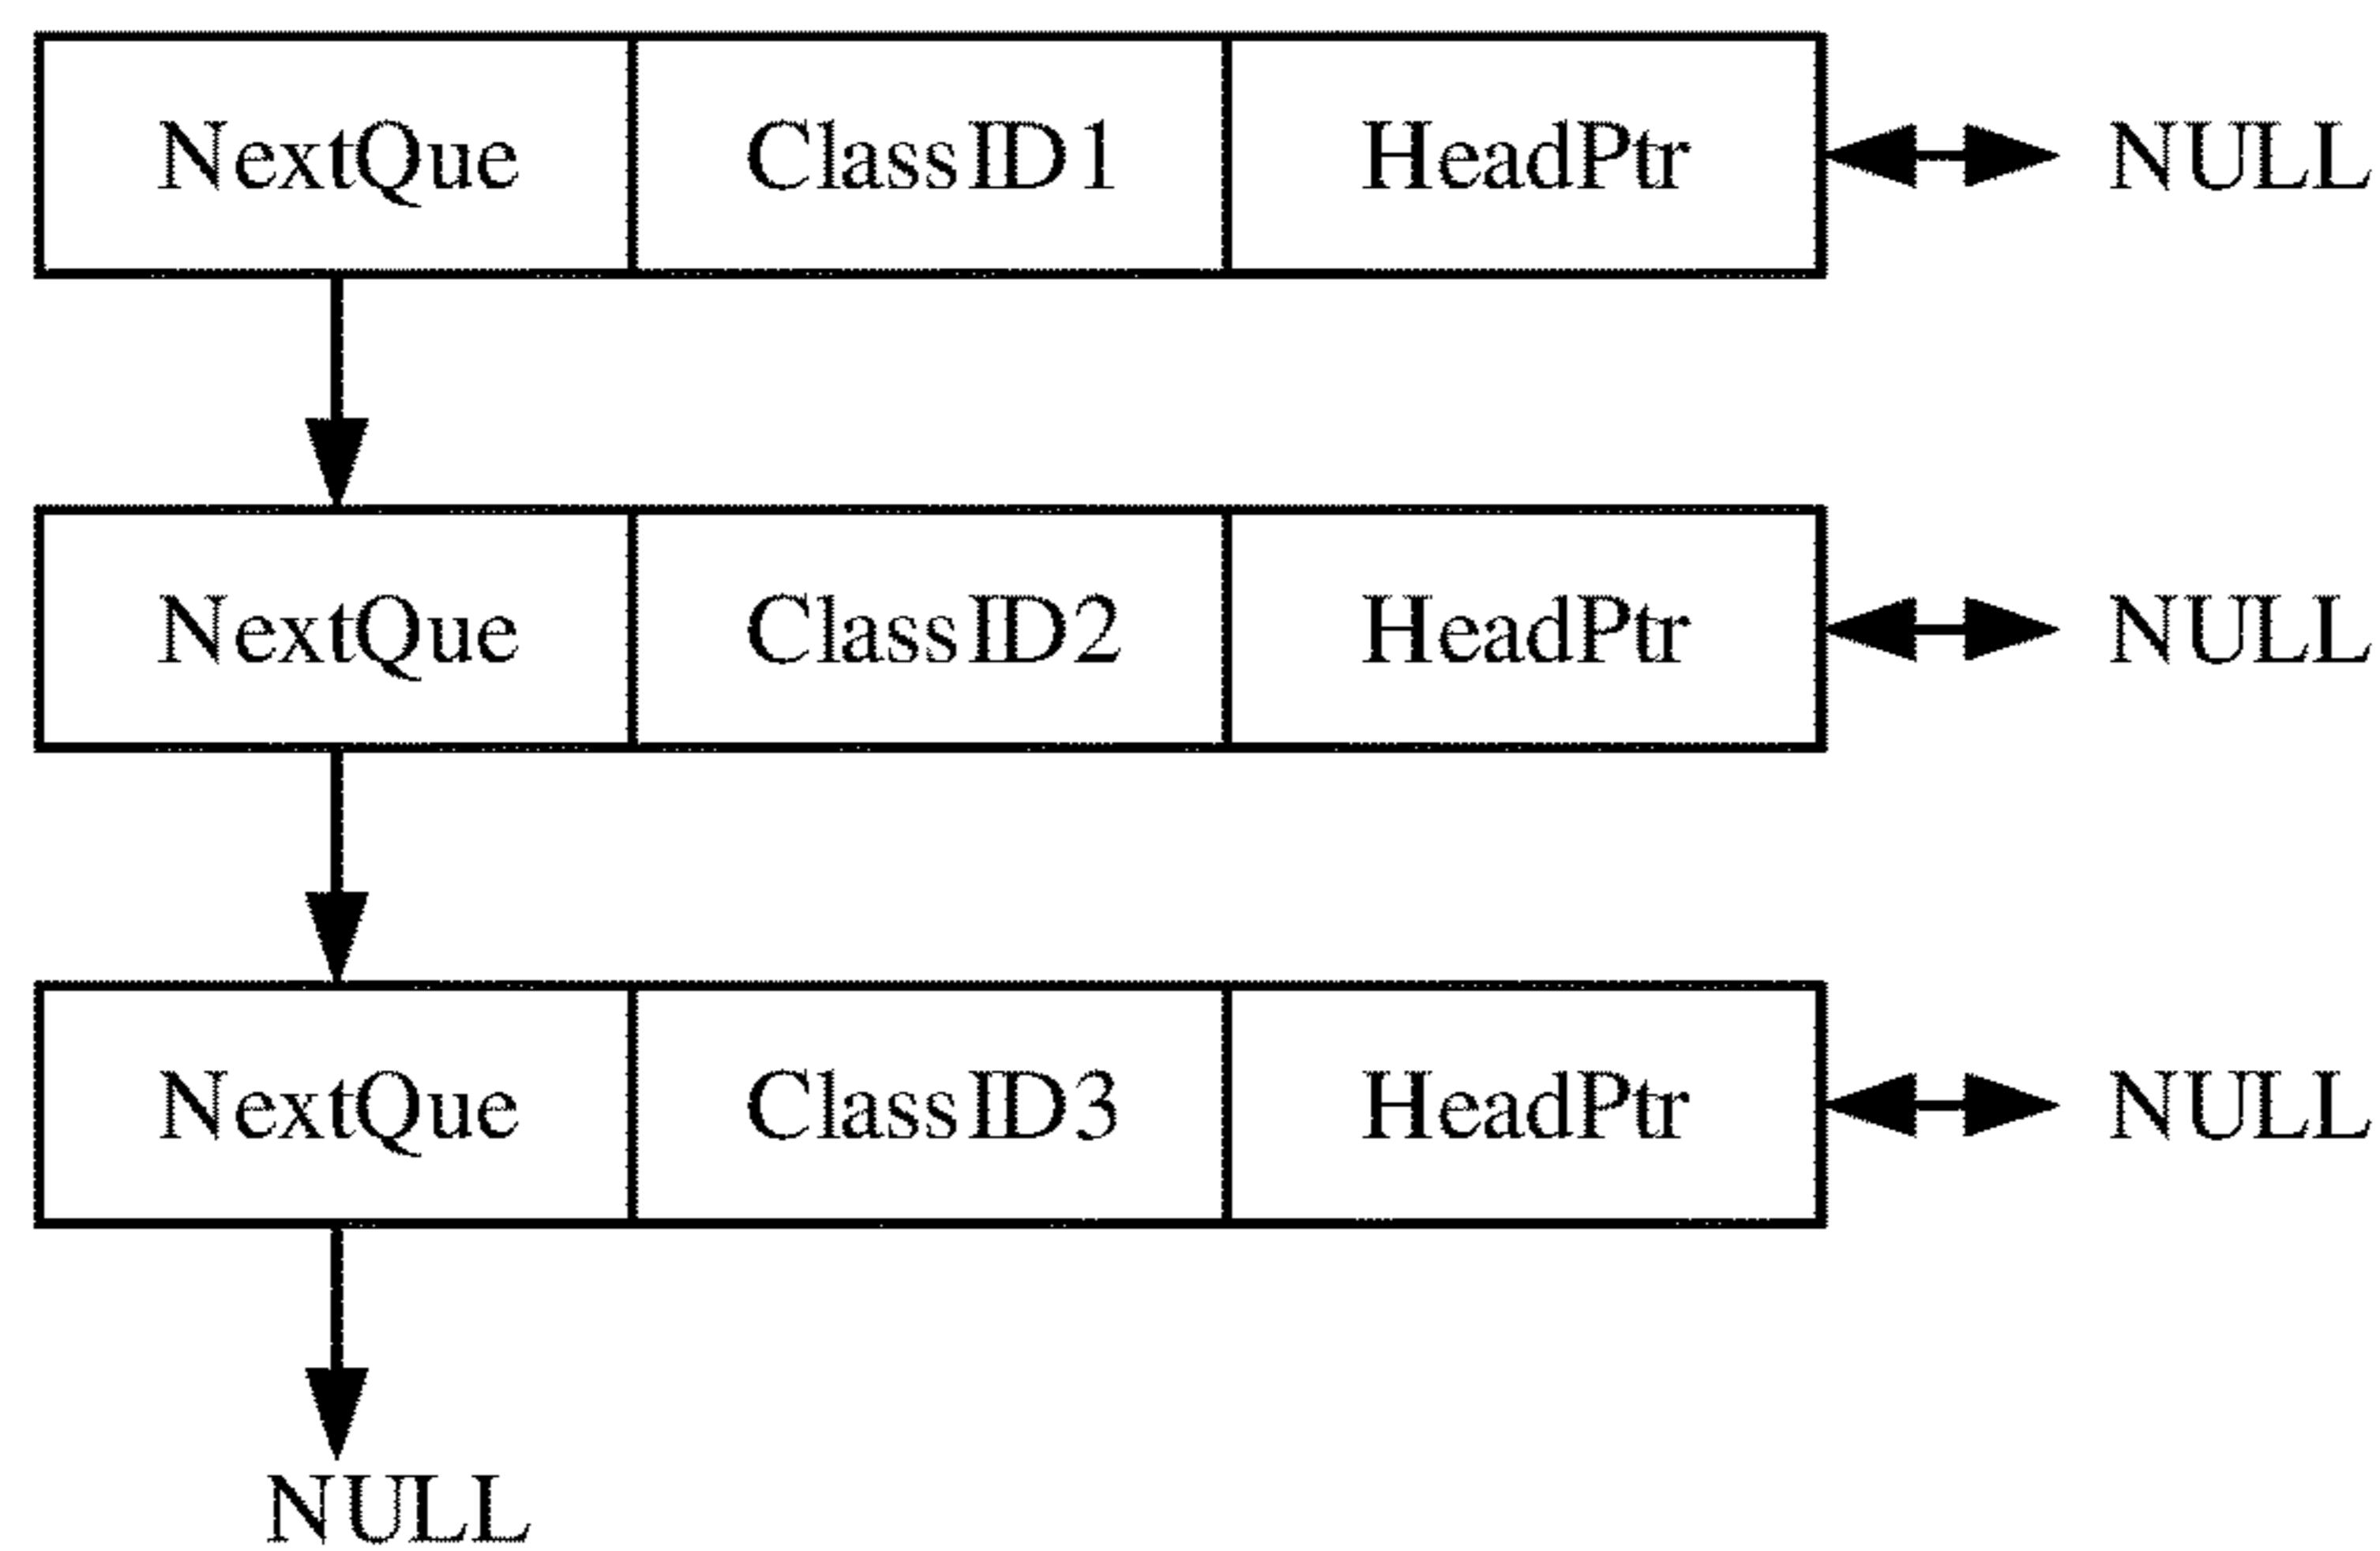 NextQue ClassID1 HeadPtr NULL
NextQue ClassID2 HeadPtr NULL
NextQue ClassID3 HeadPtr NULL
NULL